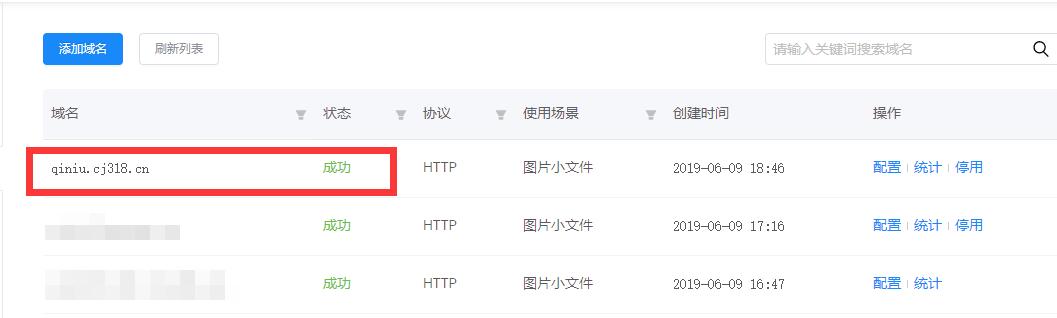 添加域名 刷新列表 请输入关键词搜索域名
域名 状态 协议 使用场景 创建时间 操作
qiniu.cj318.cn 成功 HTTP 图片小文件 2019-06-09 18:46 配置 统计 停用
成功 HTTP 图片小文件 2019-06-09 17:16 配置 统计 停用
成功 HTTP 图片小文件 2019-06-09 16:47 配置 统计